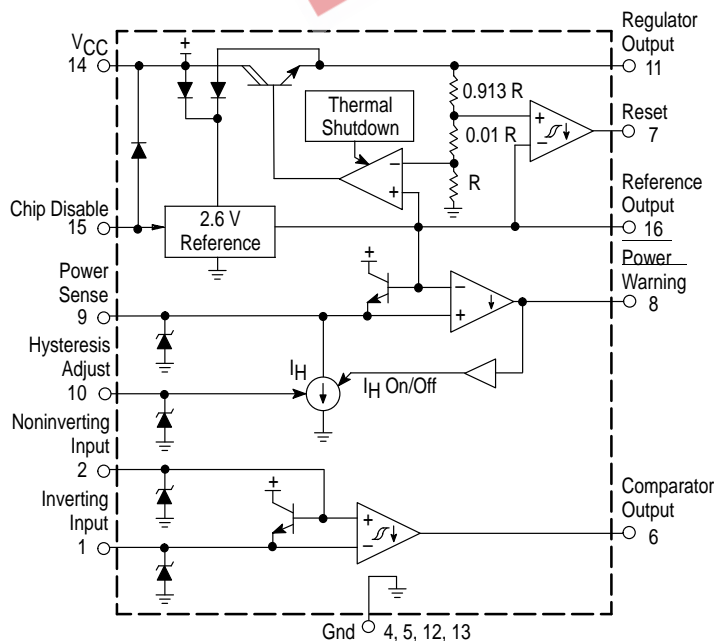 VCC
14
+
Thermal
Shutdown
0.913 R
0.01 R
R
+
−
Regulator
Output
11
Reset
7
−
+
Chip Disable
15
2.6 V
Reference
Reference
Output
16
Power
Sense
9
+
−
+
Power
Warning
8
Hysteresis
Adjust
10
IH
IH On/Off
Noninverting
Input
2
Inverting
Input
1
+
+
−
Comparator
Output
6
Gnd
4, 5, 12, 13